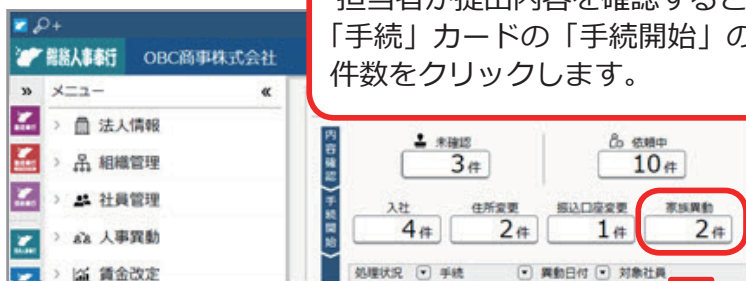 担当者が提出内容を確認すると
「手続」カードの「手続開始」の
件数をクリックします。
総務人事奉行 OBC商事株式会社
» メニュー «
法人情報
組織管理
社員管理
人事異動
賃金改定
内容確認
未確認 依頼中
3件 10件
手続開始
入社 住所変更 振込口座変更 家族異動
4件 2件 1件 2件
処理状況 手続 異動日付 対象社員